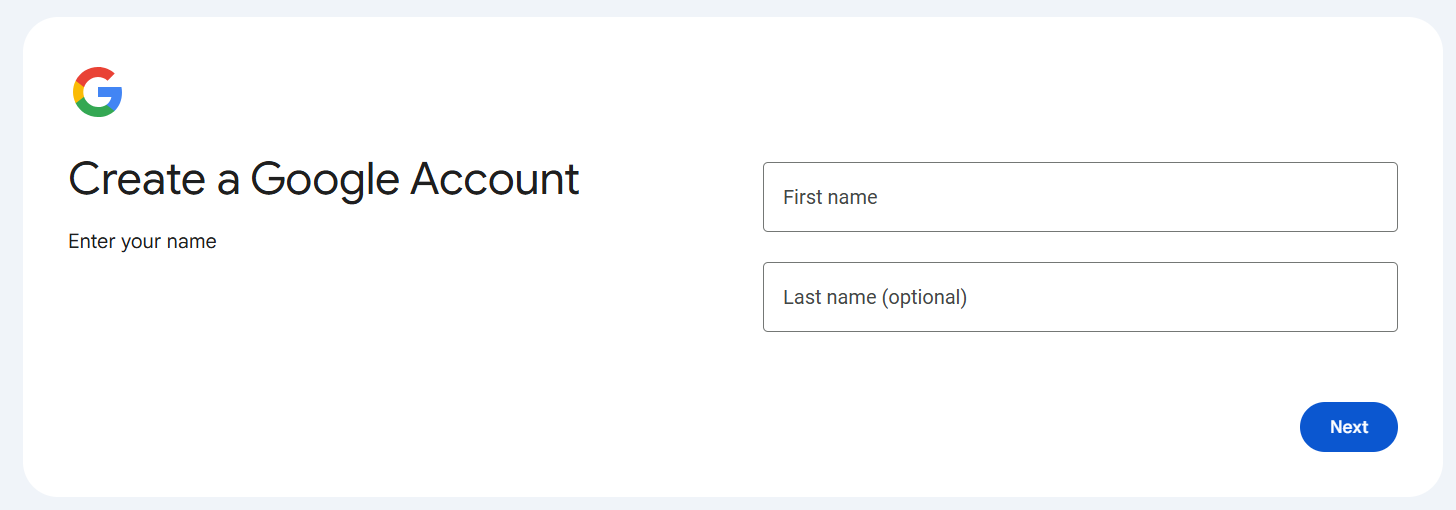 Create a Google Account
Enter your name
First name
Last name (optional)
Next